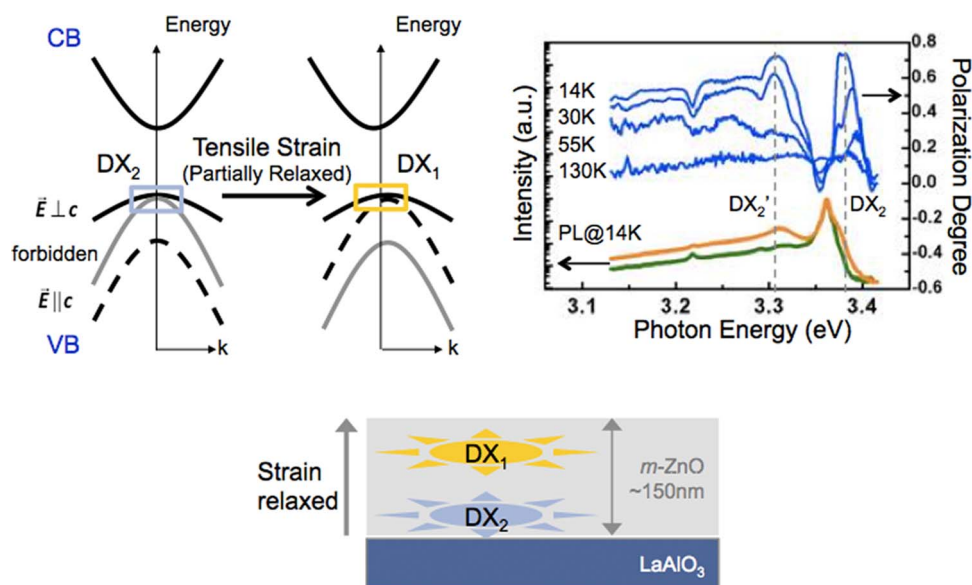 CB
Energy
Energy
DX2
Tensile Strain
(Partially Relaxed)
DX1
E⃗ ⊥ c
forbidden
E⃗ ∥ c
VB
k
k
Intensity (a.u.)
14K
30K
55K
130K
DX2'
DX2
PL@14K
3.1
3.2
3.3
3.4
Photon Energy (eV)
0.8
0.6
0.4
0.2
0.0
-0.2
-0.4
-0.6
Polarization Degree
Strain
relaxed
DX1
DX2
m-ZnO
~150nm
LaAlO3